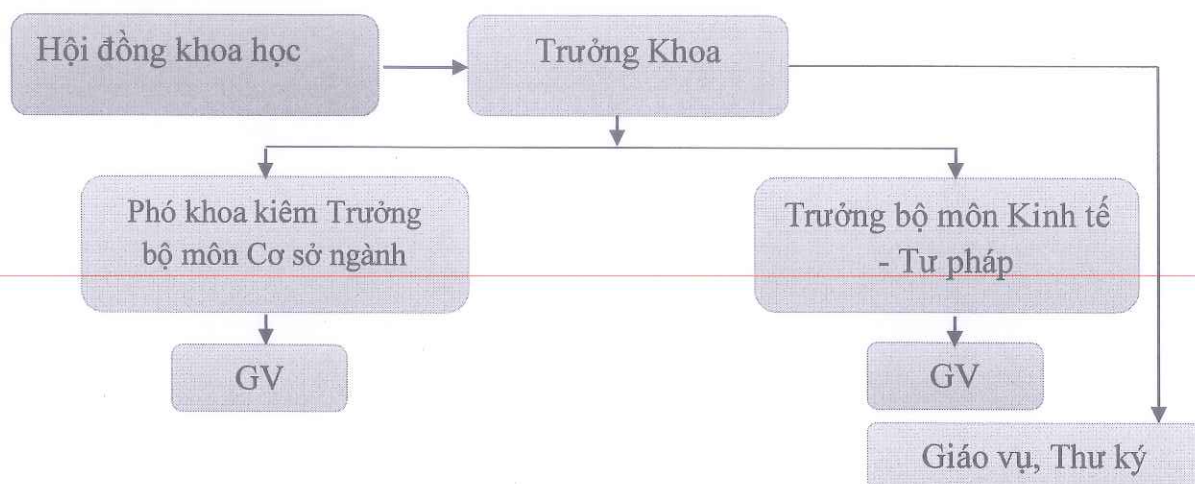 Hội đồng khoa học
Trưởng Khoa
Phó khoa kiêm Trưởng
bộ môn Cơ sở ngành
Trưởng bộ môn Kinh tế
- Tư pháp
GV
GV
Giáo vụ, Thư ký